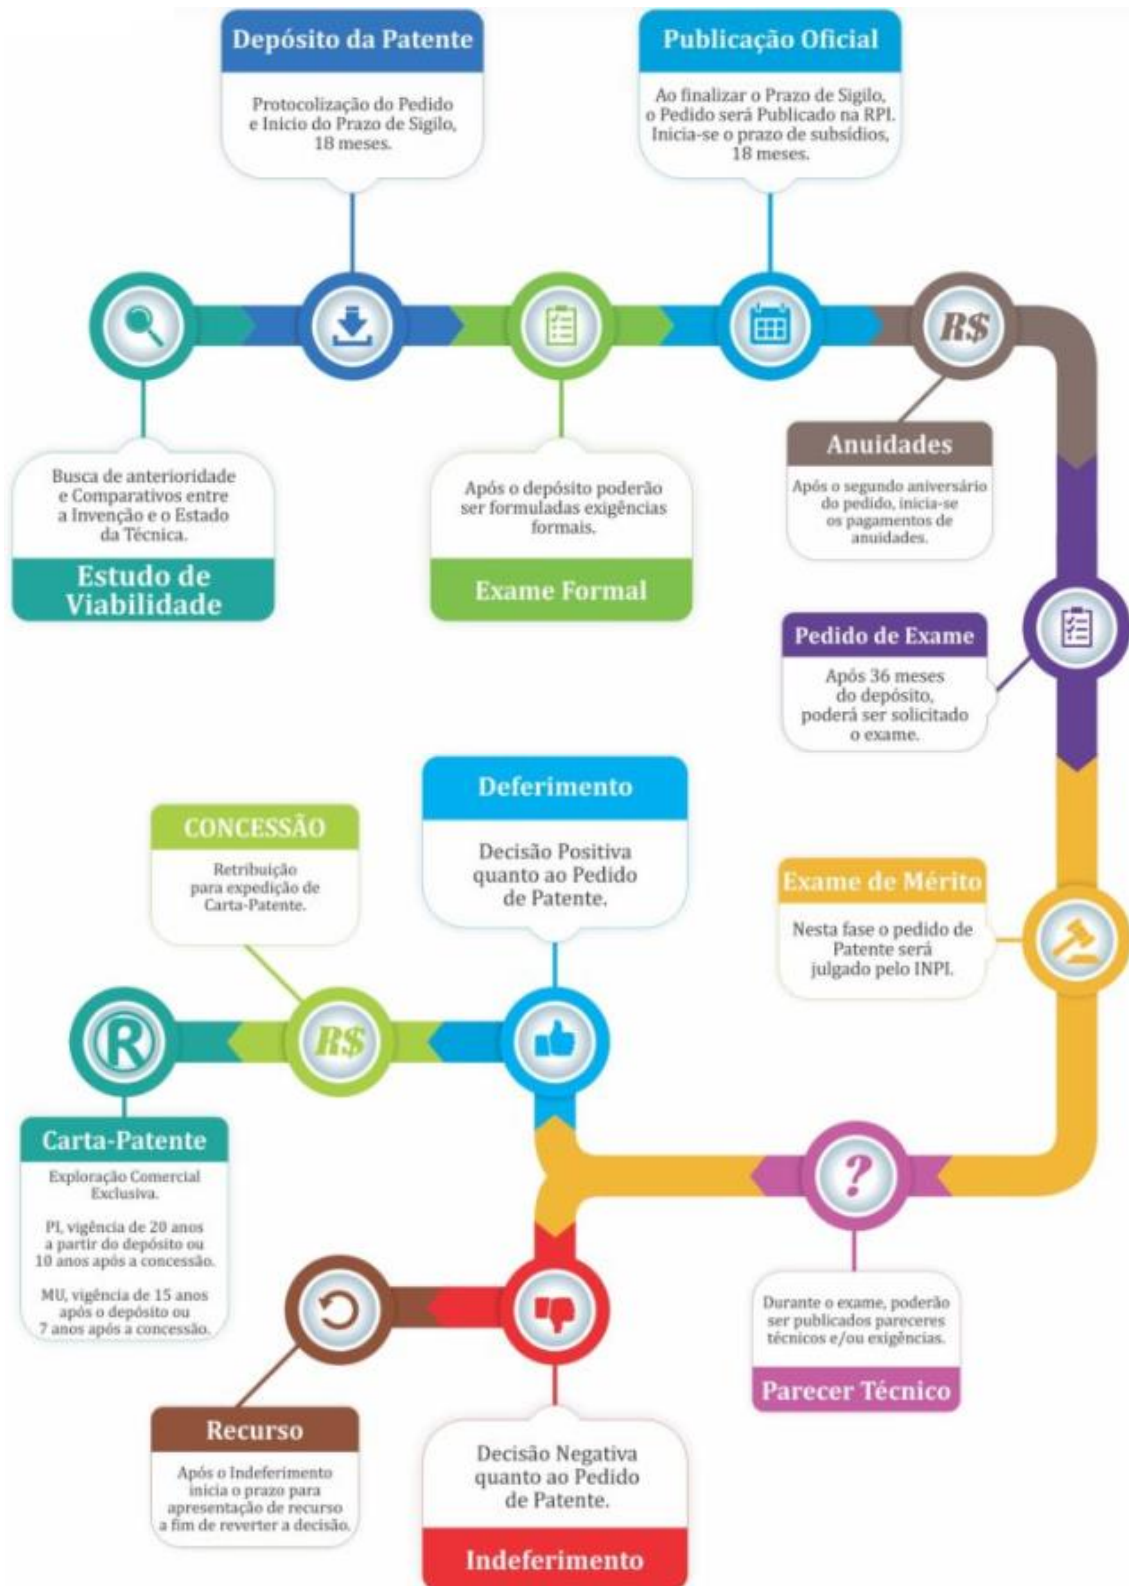 Depósito da Patente
Protocolização do Pedido
e Inicio do Prazo de Sigilo,
18 meses.
Publicação Oficial
Ao finalizar o Prazo de Sigilo,
o Pedido será Publicado na RPI.
Inicia-se o prazo de subsídios,
18 meses.
R$
Busca de anterioridade
e Comparativos entre
a Invenção e o Estado
da Técnica.
Estudo de
Viabilidade
Após o depósito poderão
ser formuladas exigências
formais.
Exame Formal
Anuidades
Após o segundo aniversário
do pedido, inicia-se
os pagamentos de
anuidades.
Pedido de Exame
Após 36 meses
do depósito,
poderá ser solicitado
o exame.
Exame de Mérito
Nesta fase o pedido de
Patente será
julgado pelo INPI.
?
Durante o exame, poderão
ser publicados pareceres
técnicos e/ou exigências.
Parecer Técnico
Deferimento
Decisão Positiva
quanto ao Pedido
de Patente.
CONCESSÃO
Retribuição
para expedição de
Carta-Patente.
R$
R
Carta-Patente
Exploração Comercial
Exclusiva.
PI, vigência de 20 anos
a partir do depósito ou
10 anos após a concessão.
MU, vigência de 15 anos
após o depósito ou
7 anos após a concessão.
Decisão Negativa
quanto ao Pedido
de Patente.
Indeferimento
Recurso
Após o Indeferimento
inicia o prazo para
apresentação de recurso
a fim de reverter a decisão.